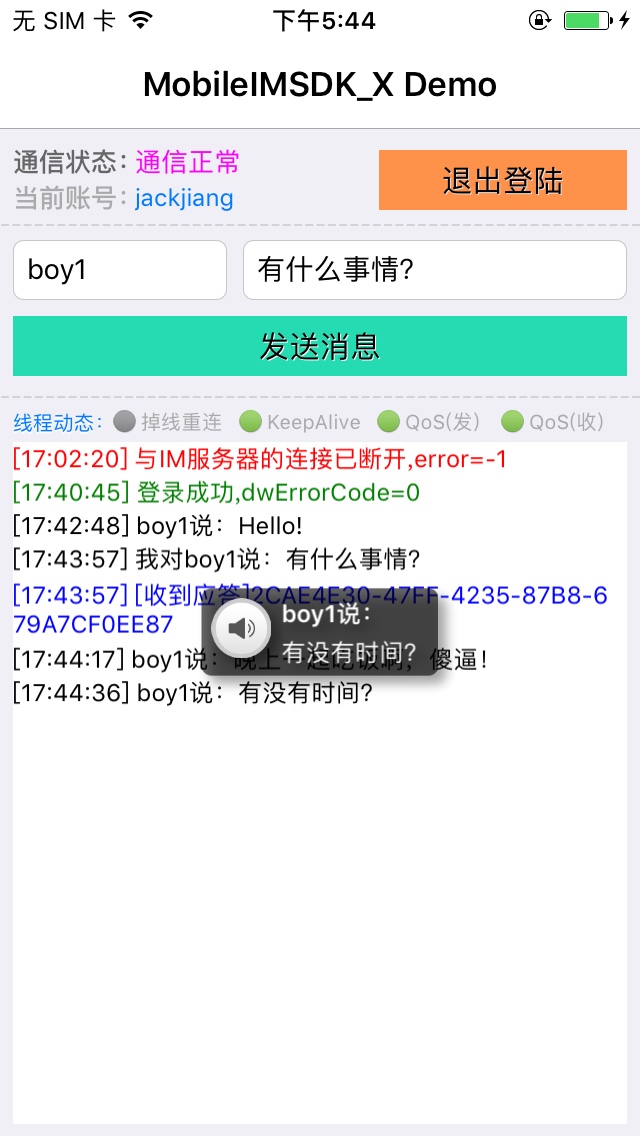 无 SIM 卡 下午5:44
MobileIMSDK_X Demo
通信状态：通信正常
当前账号：jackjiang
退出登陆
boy1 有什么事情?
发送消息
线程动态： 掉线重连 KeepAlive QoS(发) QoS(收)
[17:02:20] 与IM服务器的连接已断开,error=-1
[17:40:45] 登录成功,dwErrorCode=0
[17:42:48] boy1说：Hello!
[17:43:57] 我对boy1说：有什么事情?
[17:43:57] [收到应答]2CAE4E30-47FF-4235-87B8-6
79A7CF0EE87
boy1说：
有没有时间?
[17:44:17] boy1说：晚上一起吃饭啊，傻逼！
[17:44:36] boy1说：有没有时间?